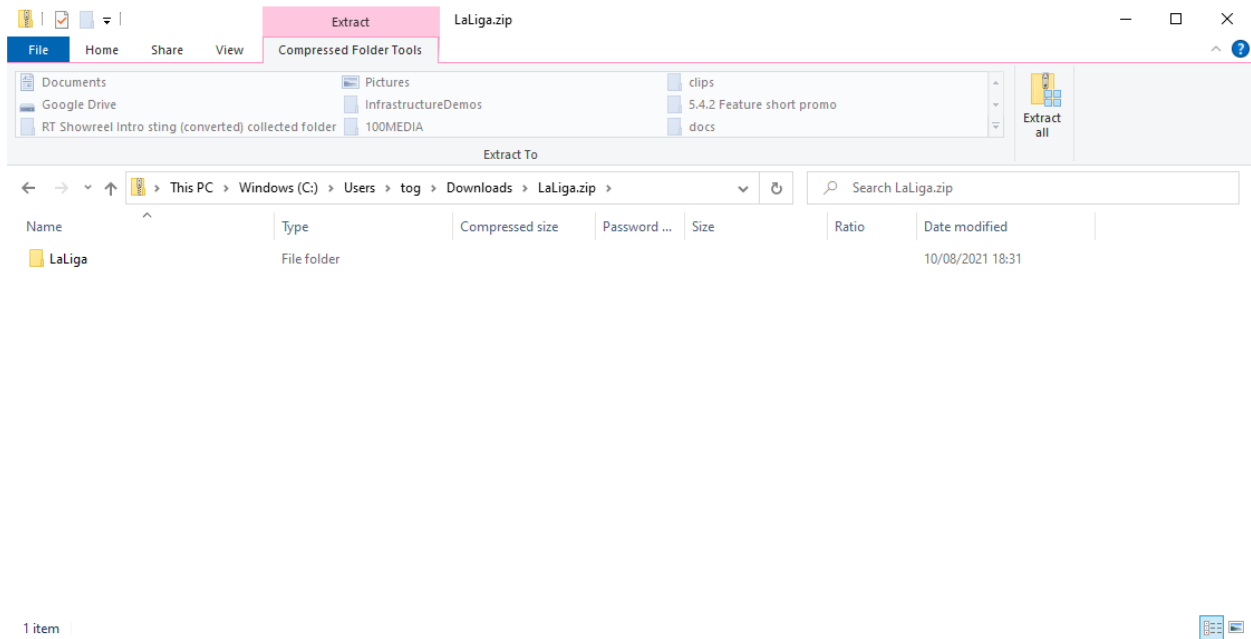 Extract LaLiga.zip
File Home Share View Compressed Folder Tools
Documents Pictures clips
Google Drive InfrastructureDemos 5.4.2 Feature short promo
RT Showreel Intro sting (converted) collected folder 100MEDIA docs
Extract
all
Extract To
This PC > Windows (C:) > Users > tog > Downloads > LaLiga.zip > Search LaLiga.zip
Name Type Compressed size Password ... Size Ratio Date modified
LaLiga File folder 10/08/2021 18:31
1 item